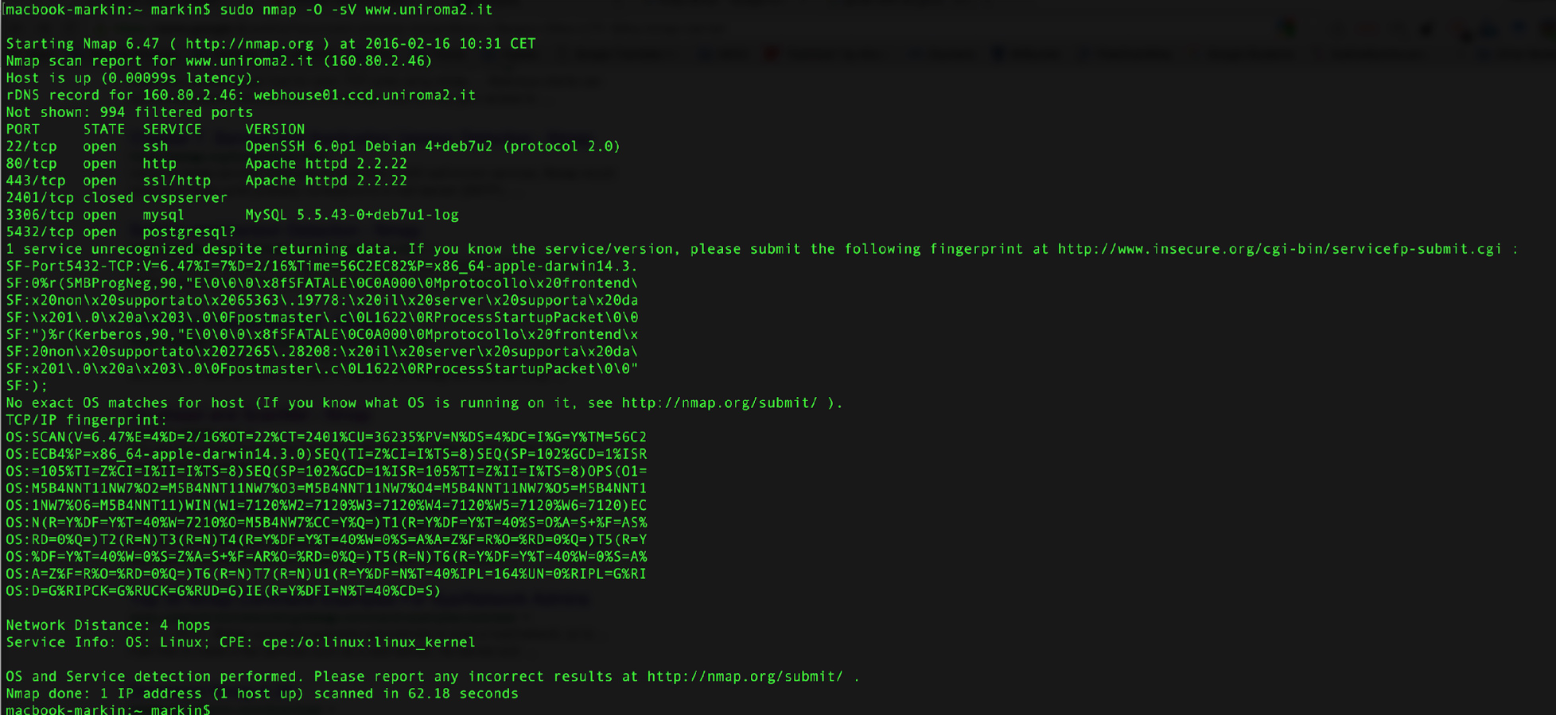 macbook-markin:~ markin$ sudo nmap -O -sV www.uniroma2.it
Starting Nmap 6.47 ( http://nmap.org ) at 2016-02-16 10:31 CET
Nmap scan report for www.uniroma2.it (160.80.2.46)
Host is up (0.00099s latency).
rDNS record for 160.80.2.46: webhouse01.ccd.uniroma2.it
Not shown: 994 filtered ports
PORT     STATE  SERVICE     VERSION
22/tcp   open   ssh         OpenSSH 6.0p1 Debian 4+deb7u2 (protocol 2.0)
80/tcp   open   http        Apache httpd 2.2.22
443/tcp  open   ssl/http    Apache httpd 2.2.22
2401/tcp closed cvspserver
3306/tcp open   mysql       MySQL 5.5.43-0+deb7u1-log
5432/tcp open   postgresql?
1 service unrecognized despite returning data. If you know the service/version, please submit the following fingerprint at http://www.insecure.org/cgi-bin/servicefp-submit.cgi :
SF-Port5432-TCP:V=6.47%I=7%D=2/16%Time=56C2EC82%P=x86_64-apple-darwin14.3.
SF:0%r(SMBProgNeg,90,"E\0\0\0\x8fSFATALE\0C0A000\0Mprotocollo\x20frontend\
SF:x20non\x20supportato\x2065363\.19778:\x20il\x20server\x20supporta\x20da
SF:\x201\.0\x20a\x203\.0\0Fpostmaster\.c\0L1622\0RProcessStartupPacket\0\0
SF:")%r(Kerberos,90,"E\0\0\0\x8fSFATALE\0C0A000\0Mprotocollo\x20frontend\x
SF:20non\x20supportato\x2027265\.28208:\x20il\x20server\x20supporta\x20da\
SF:x201\.0\x20a\x203\.0\0Fpostmaster\.c\0L1622\0RProcessStartupPacket\0\0"
SF:);
No exact OS matches for host (If you know what OS is running on it, see http://nmap.org/submit/ ).
TCP/IP fingerprint:
OS:SCAN(V=6.47%E=4%D=2/16%OT=22%CT=2401%CU=36235%PV=N%DS=4%DC=I%G=Y%TM=56C2
OS:ECB4%P=x86_64-apple-darwin14.3.0)SEQ(TI=Z%CI=I%TS=8)SEQ(SP=102%GCD=1%ISR
OS:=105%TI=Z%CI=I%II=I%TS=8)SEQ(SP=102%GCD=1%ISR=105%TI=Z%II=I%TS=8)OPS(O1=
OS:M5B4NNT11NW7%O2=M5B4NNT11NW7%O3=M5B4NNT11NW7%O4=M5B4NNT11NW7%O5=M5B4NNT1
OS:1NW7%O6=M5B4NNT11)WIN(W1=7120%W2=7120%W3=7120%W4=7120%W5=7120%W6=7120)EC
OS:N(R=Y%DF=Y%T=40%W=7210%O=M5B4NW7%CC=Y%Q=)T1(R=Y%DF=Y%T=40%S=O%A=S+%F=AS%
OS:RD=0%Q=)T2(R=N)T3(R=N)T4(R=Y%DF=Y%T=40%W=0%S=A%A=Z%F=R%O=%RD=0%Q=)T5(R=Y
OS:%DF=Y%T=40%W=0%S=Z%A=S+%F=AR%O=%RD=0%Q=)T5(R=N)T6(R=Y%DF=Y%T=40%W=0%S=A%
OS:A=Z%F=R%O=%RD=0%Q=)T6(R=N)T7(R=N)U1(R=Y%DF=N%T=40%IPL=164%UN=0%RIPL=G%RI
OS:D=G%RIPCK=G%RUCK=G%RUD=G)IE(R=Y%DFI=N%T=40%CD=S)
Network Distance: 4 hops
Service Info: OS: Linux; CPE: cpe:/o:linux:linux_kernel
OS and Service detection performed. Please report any incorrect results at http://nmap.org/submit/ .
Nmap done: 1 IP address (1 host up) scanned in 62.18 seconds
macbook-markin:~ markin$